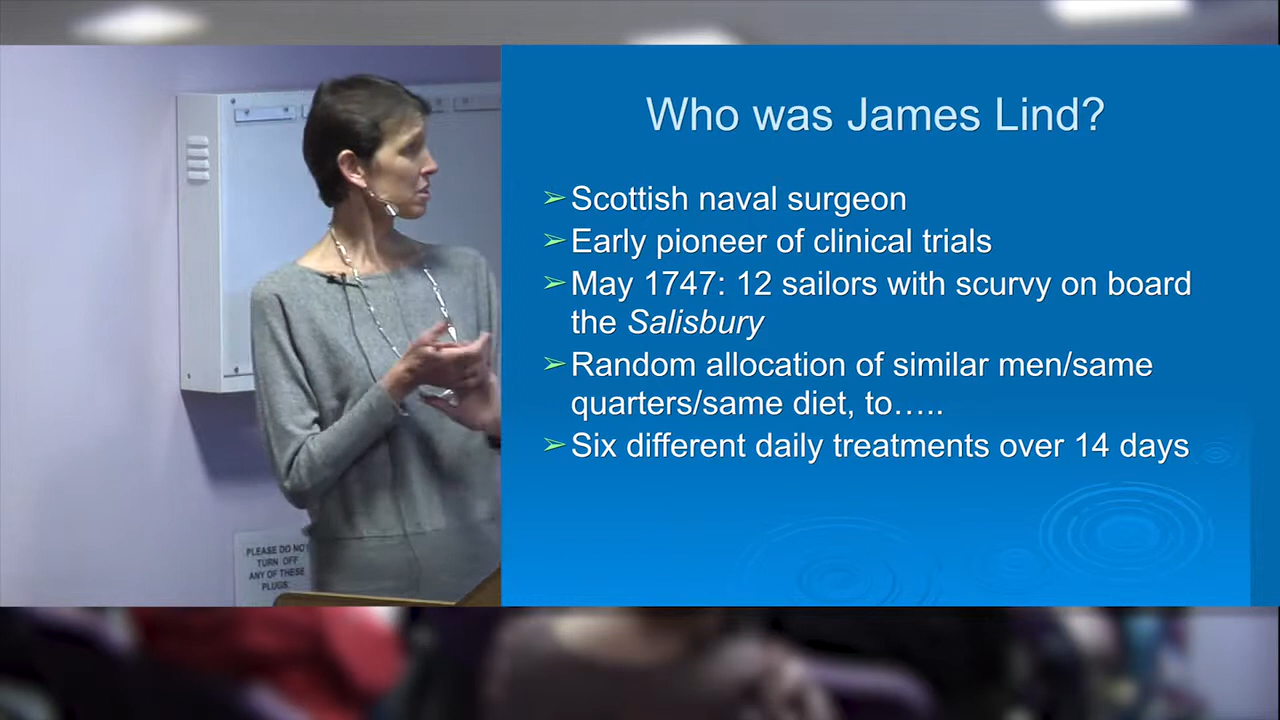 Who was James Lind?
➢Scottish naval surgeon
➢Early pioneer of clinical trials
➢May 1747: 12 sailors with scurvy on board
the Salisbury
➢Random allocation of similar men/same
quarters/same diet, to…..
➢Six different daily treatments over 14 days
PLEASE DO NOT
TURN OFF
ANY OF THESE
PLUGS.